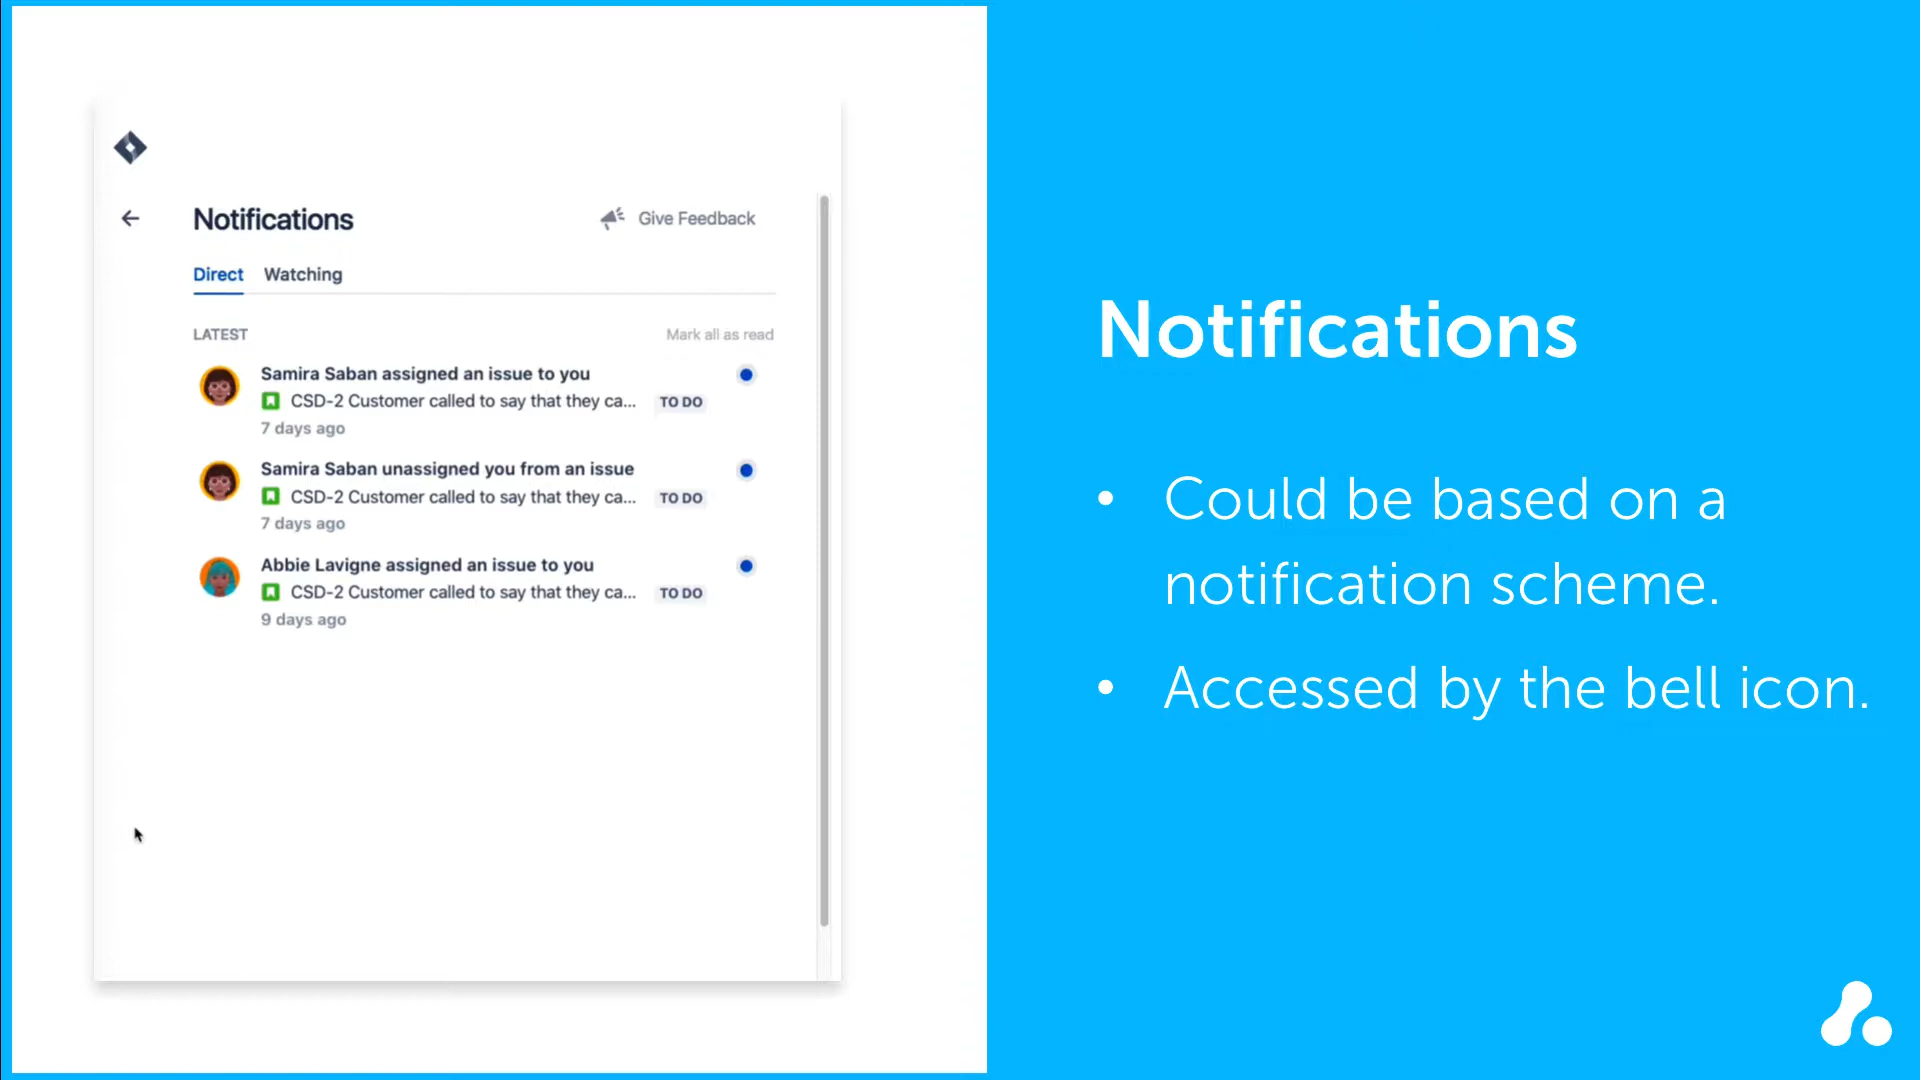 Notifications
Give Feedback
Direct
Watching
LATEST
Mark all as read
Samira Saban assigned an issue to you
CSD-2 Customer called to say that they ca... TO DO
7 days ago
Samira Saban unassigned you from an issue
CSD-2 Customer called to say that they ca... TO DO
7 days ago
Abbie Lavigne assigned an issue to you
CSD-2 Customer called to say that they ca... TO DO
9 days ago
Notifications
• Could be based on a
notification scheme.
• Accessed by the bell icon.